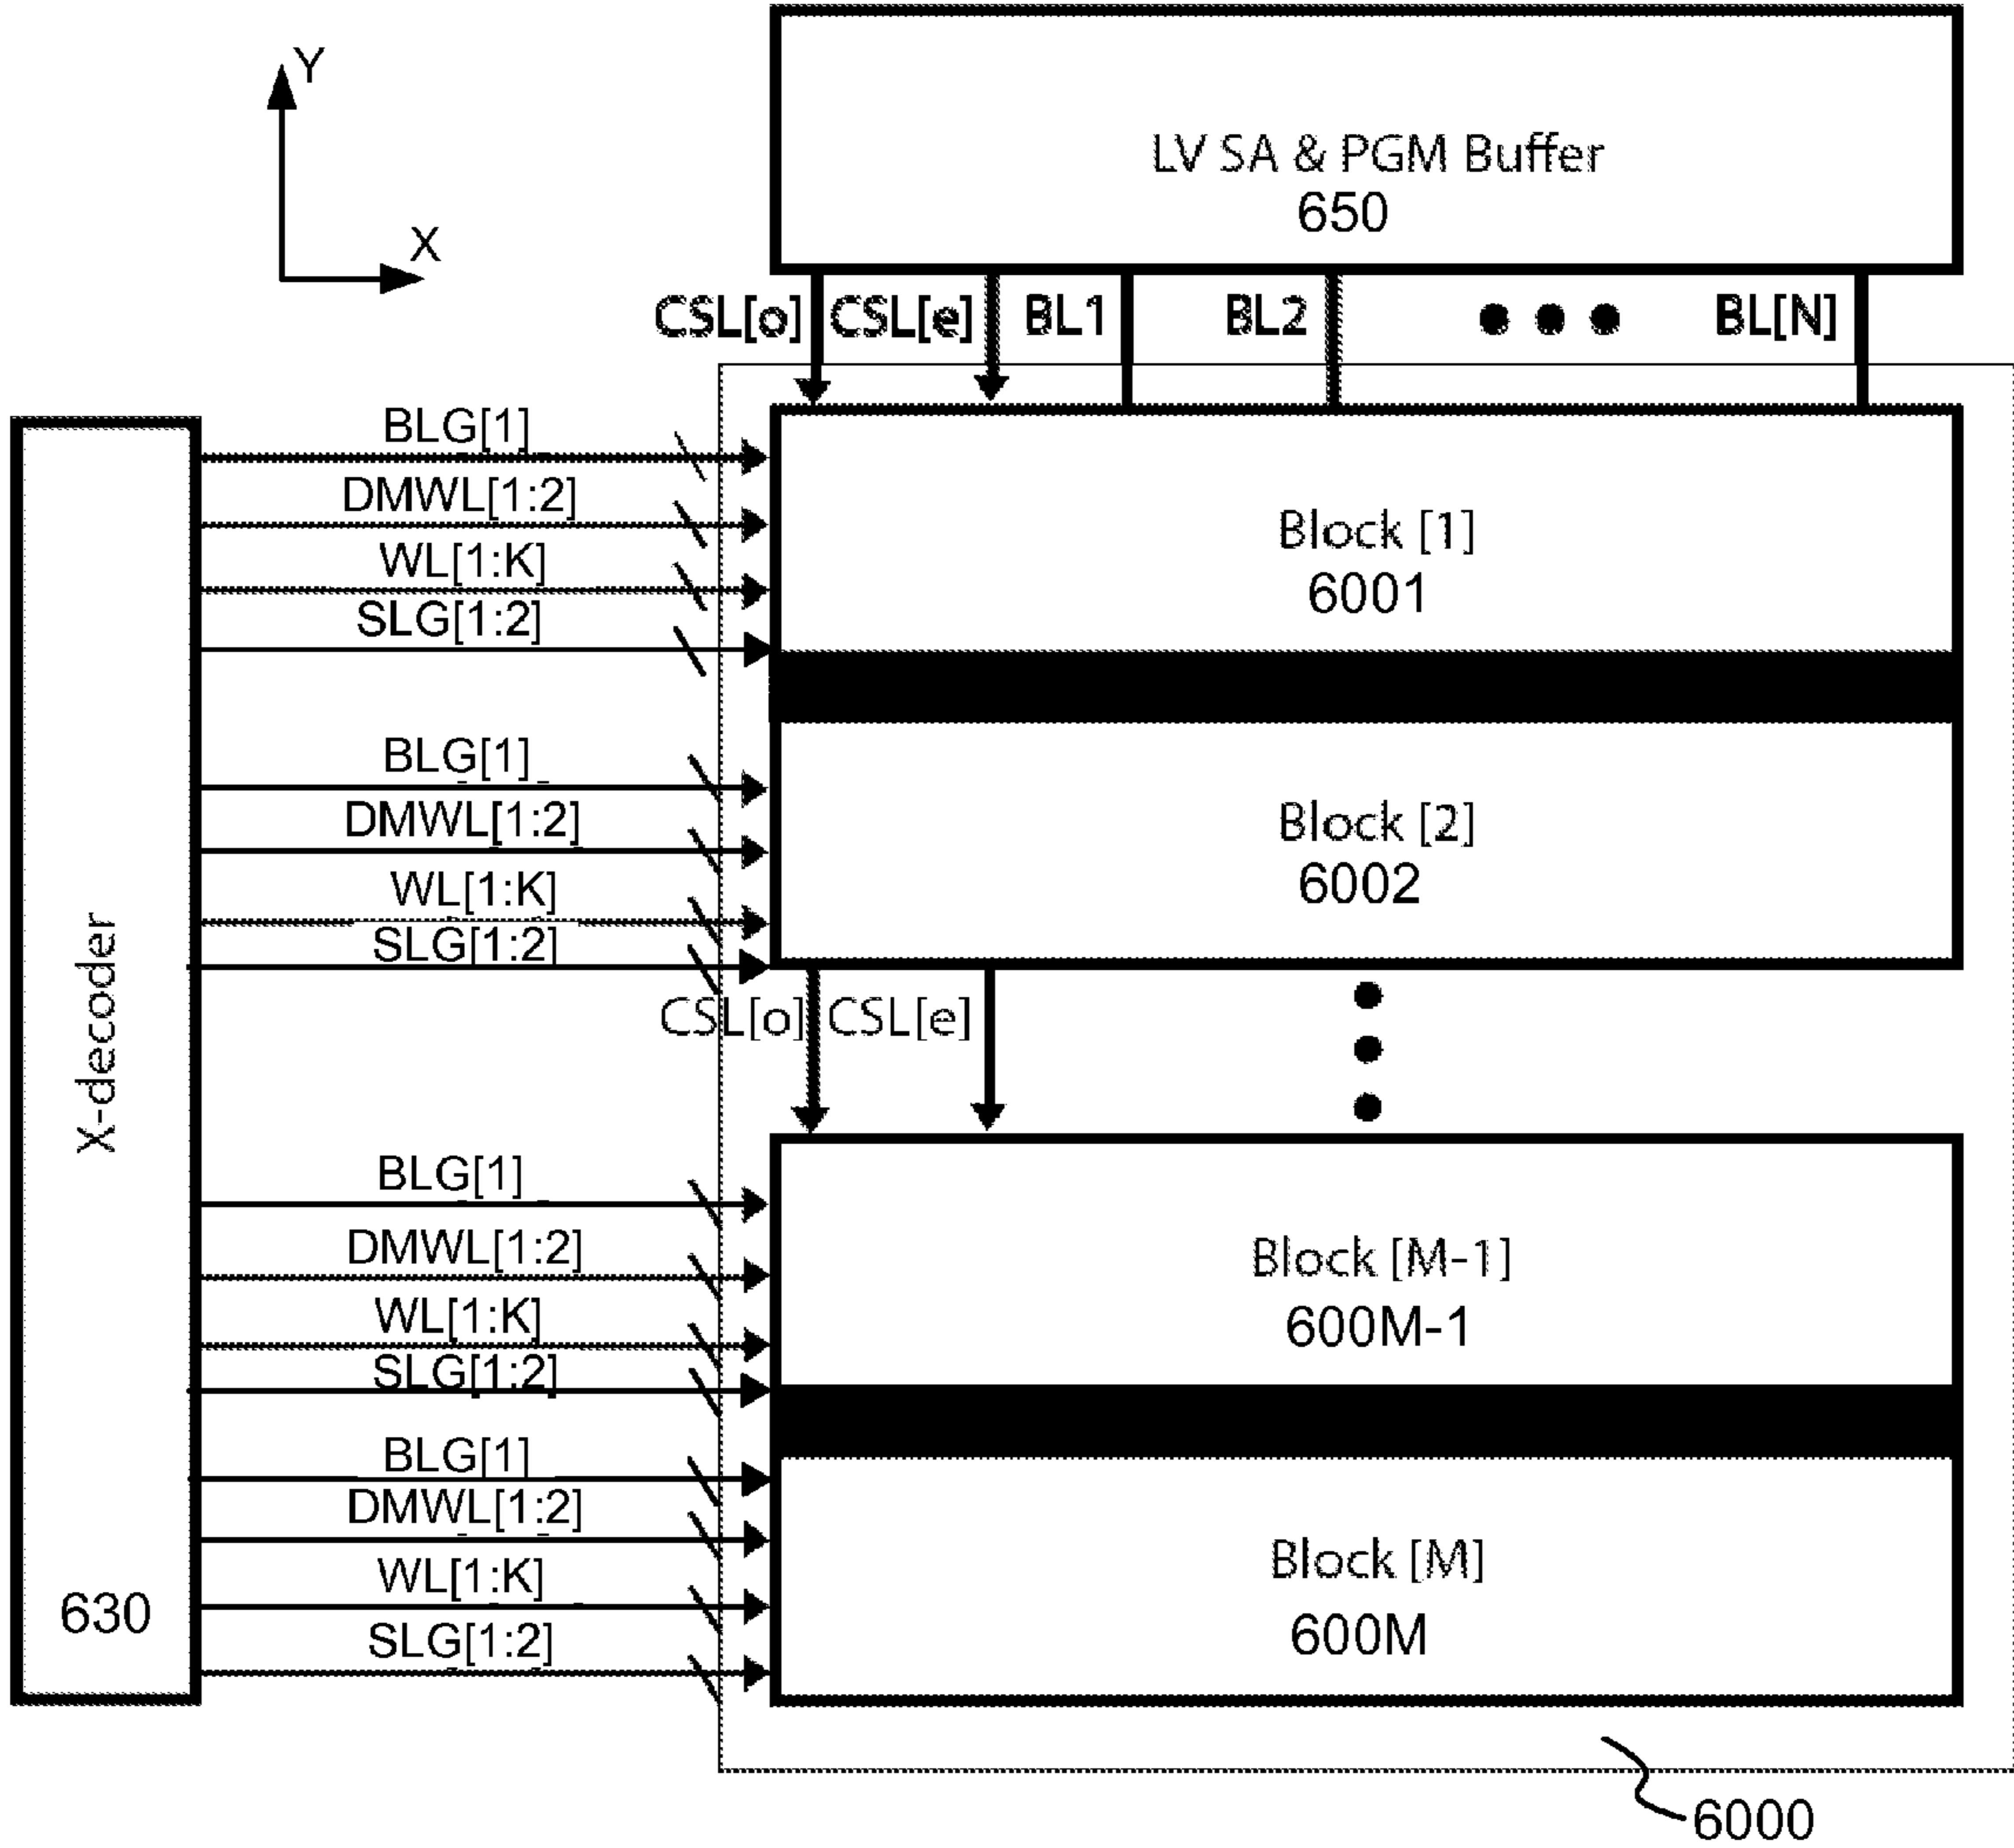 Y
X
LV SA & PGM Buffer
650
CSL[o] CSL[e] BL1 BL2 BL[N]
BLG[1]
DMWL[1:2]
WL[1:K]
SLG[1:2]
Block [1]
6001
BLG[1]
DMWL[1:2]
WL[1:K]
SLG[1:2]
Block [2]
6002
CSL[o] CSL[e]
X-decoder
630
BLG[1]
DMWL[1:2]
WL[1:K]
SLG[1:2]
Block [M-1]
600M-1
BLG[1]
DMWL[1:2]
WL[1:K]
SLG[1:2]
Block [M]
600M
6000